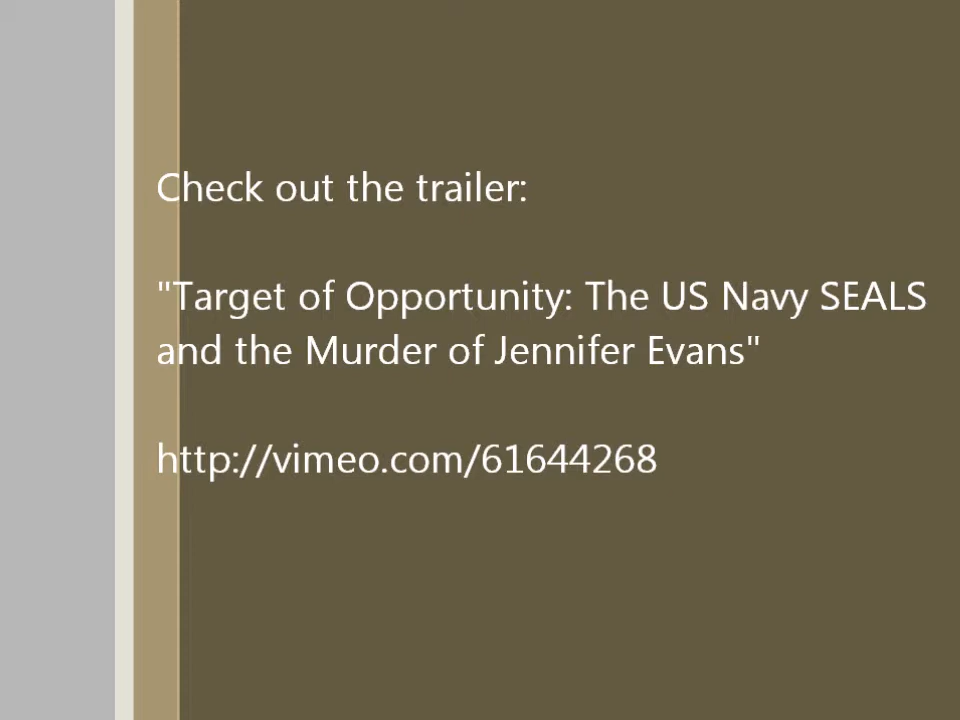 Check out the trailer:
"Target of Opportunity: The US Navy SEALS
and the Murder of Jennifer Evans"
http://vimeo.com/61644268